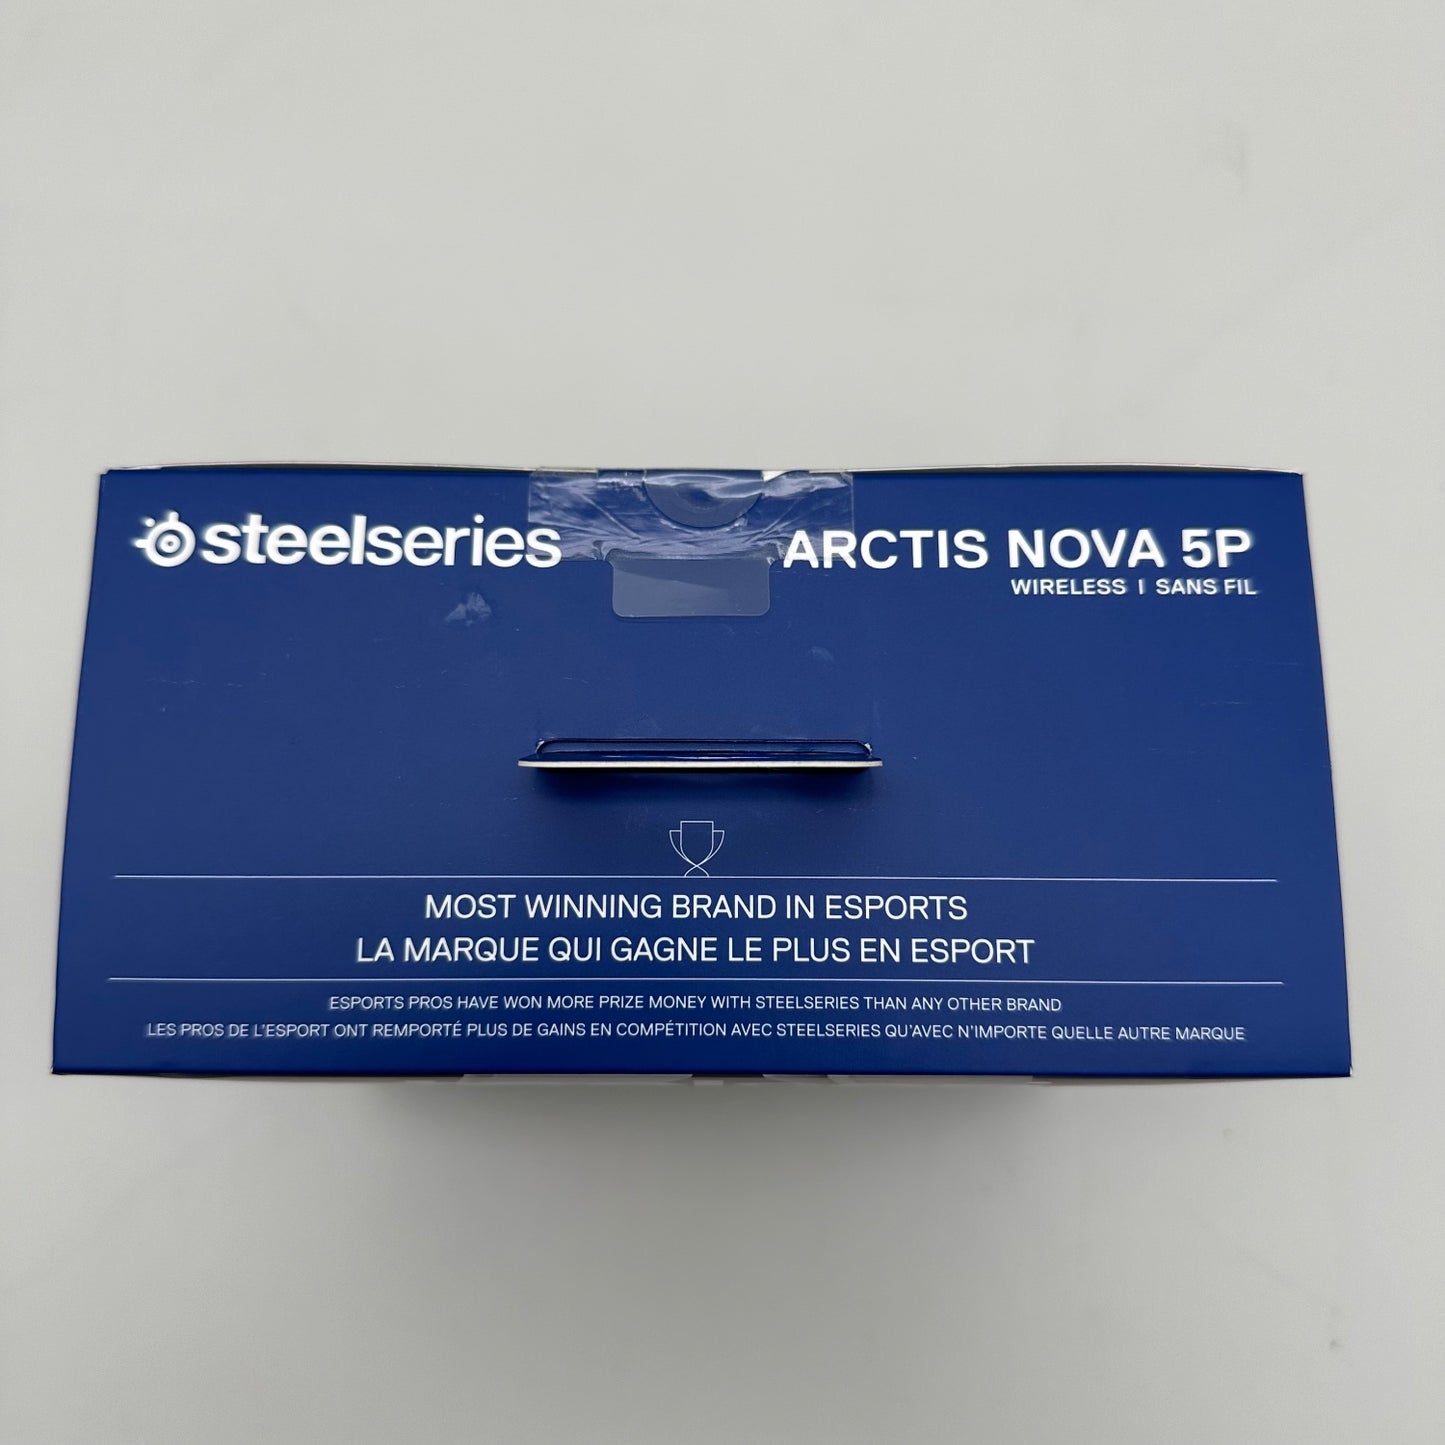 steelseries
ARCTIS NOVA 5P
WIRELESS | SANS FIL
MOST WINNING BRAND IN ESPORTS
LA MARQUE QUI GAGNE LE PLUS EN ESPORT
ESPORTS PROS HAVE WON MORE PRIZE MONEY WITH STEELSERIES THAN ANY OTHER BRAND
LES PROS DE L'ESPORT ONT REMPORTÉ PLUS DE GAINS EN COMPÉTITION AVEC STEELSERIES QU'AVEC N'IMPORTE QUELLE AUTRE MARQUE